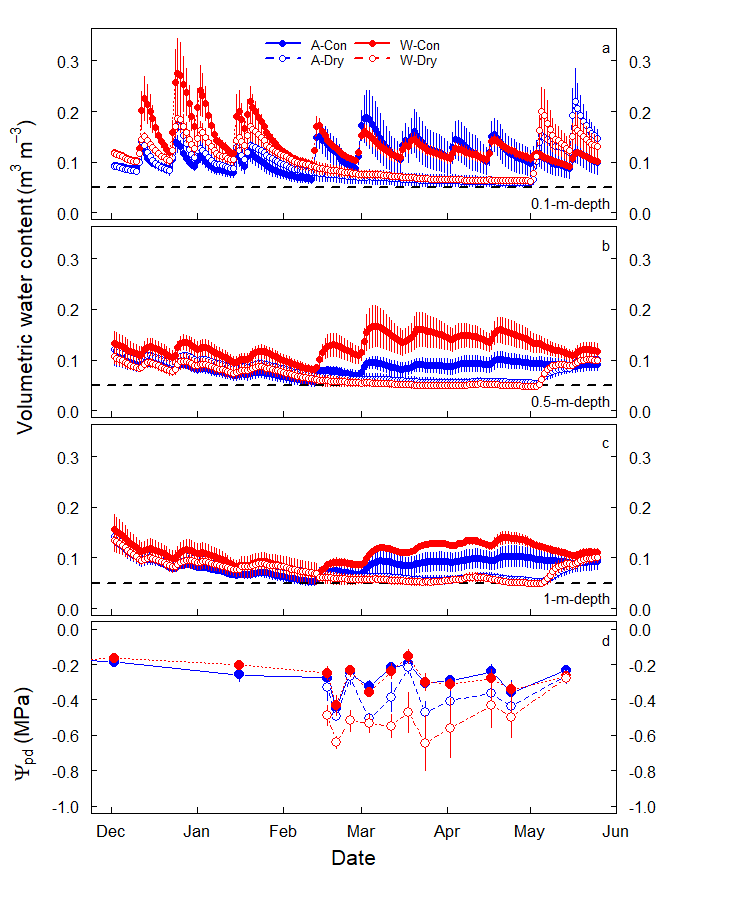 A-Con W-Con a
A-Dry W-Dry
0.3 0.3
0.2 0.2
0.1 0.1
0.0 0.0
0.1-m-depth
b
0.3 0.3
0.2 0.2
0.1 0.1
0.0 0.0
0.5-m-depth
c
0.3 0.3
0.2 0.2
0.1 0.1
0.0 0.0
1-m-depth
Volumetric water content (m³ m⁻³)
d
0.0 0.0
-0.2 -0.2
-0.4 -0.4
-0.6 -0.6
-0.8 -0.8
-1.0 -1.0
Ψpd (MPa)
Dec Jan Feb Mar Apr May Jun
Date